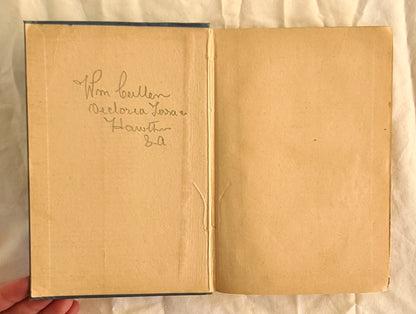 Wm Cullen
Victoria Terrace
Hawth
S.A